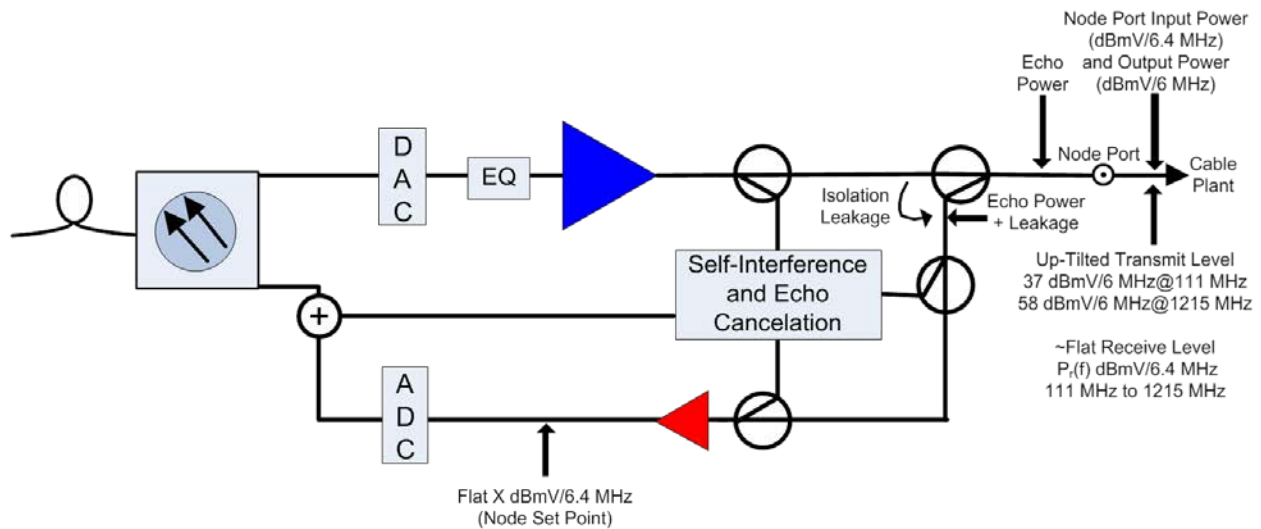 Node Port Input Power
(dBmV/6.4 MHz)
and Output Power
(dBmV/6 MHz)
Echo
Power
D
A
C
EQ
Node Port
Cable
Plant
Isolation
Leakage
Echo Power
+ Leakage
Self-Interference
and Echo
Cancelation
Up-Tilted Transmit Level
37 dBmV/6 MHz@111 MHz
58 dBmV/6 MHz@1215 MHz
~Flat Receive Level
Pr(f) dBmV/6.4 MHz
111 MHz to 1215 MHz
+
A
D
C
Flat X dBmV/6.4 MHz
(Node Set Point)